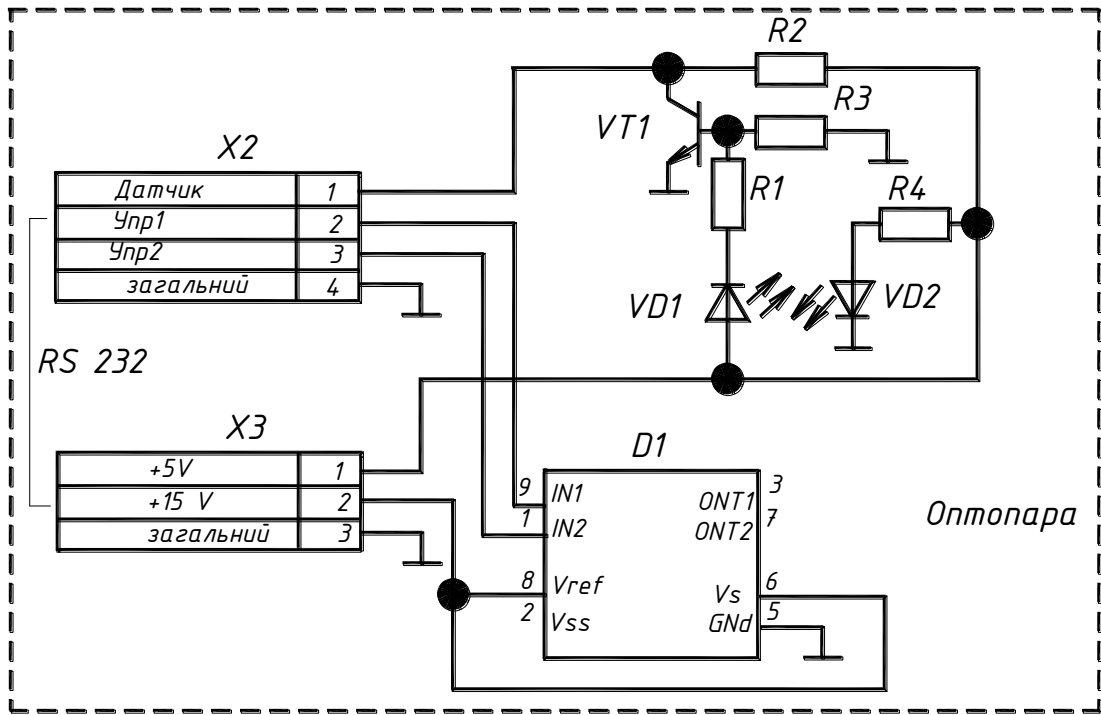 R2
R3
VT1
X2
Датчик 1
R1
R4
Упр1 2
Упр2 3
загальний 4
VD1
VD2
RS 232
X3
D1
+5V 1
+15 V 2
загальний 3
9 IN1
ONT1 3
1 IN2
ONT2 7
Оптопара
8 Vref
Vs 6
2 Vss
GNd 5